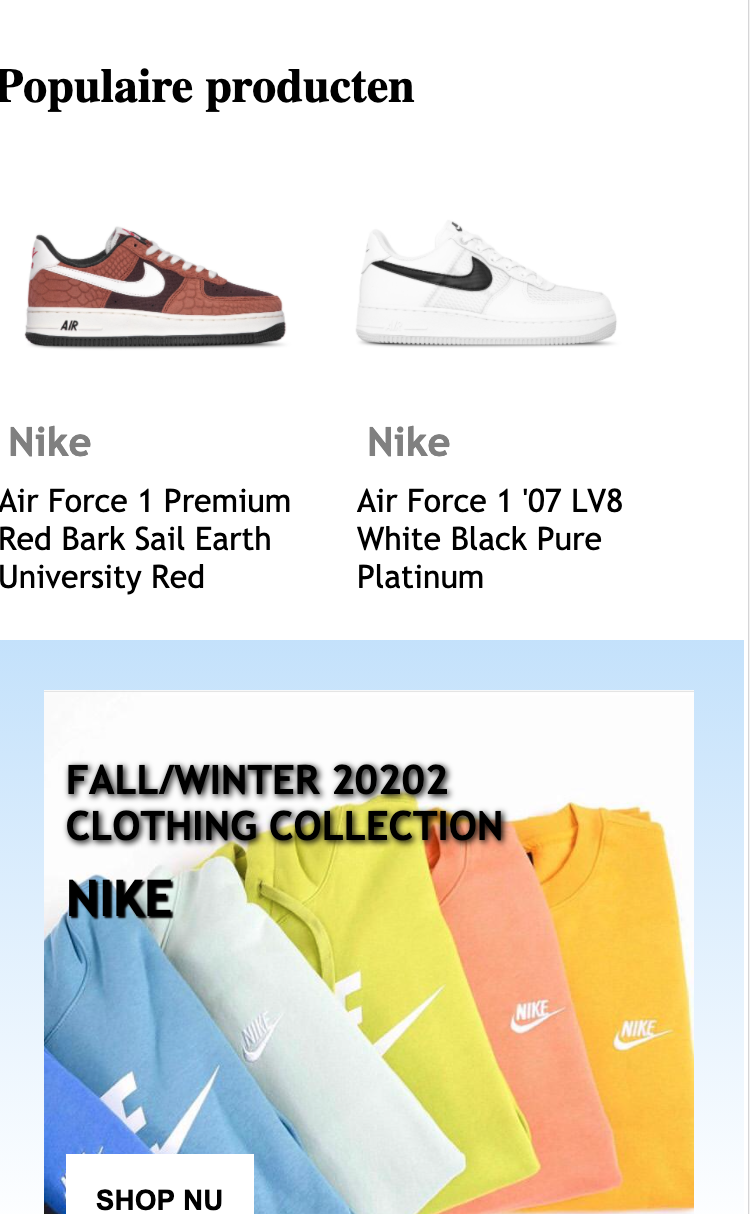 Populaire producten
AIR
Nike
Nike
Air Force 1 Premium
Red Bark Sail Earth
University Red
Air Force 1 '07 LV8
White Black Pure
Platinum
FALL/WINTER 20202
CLOTHING COLLECTION
NIKE
NIKE
NIKE
NIKE
SHOP NU